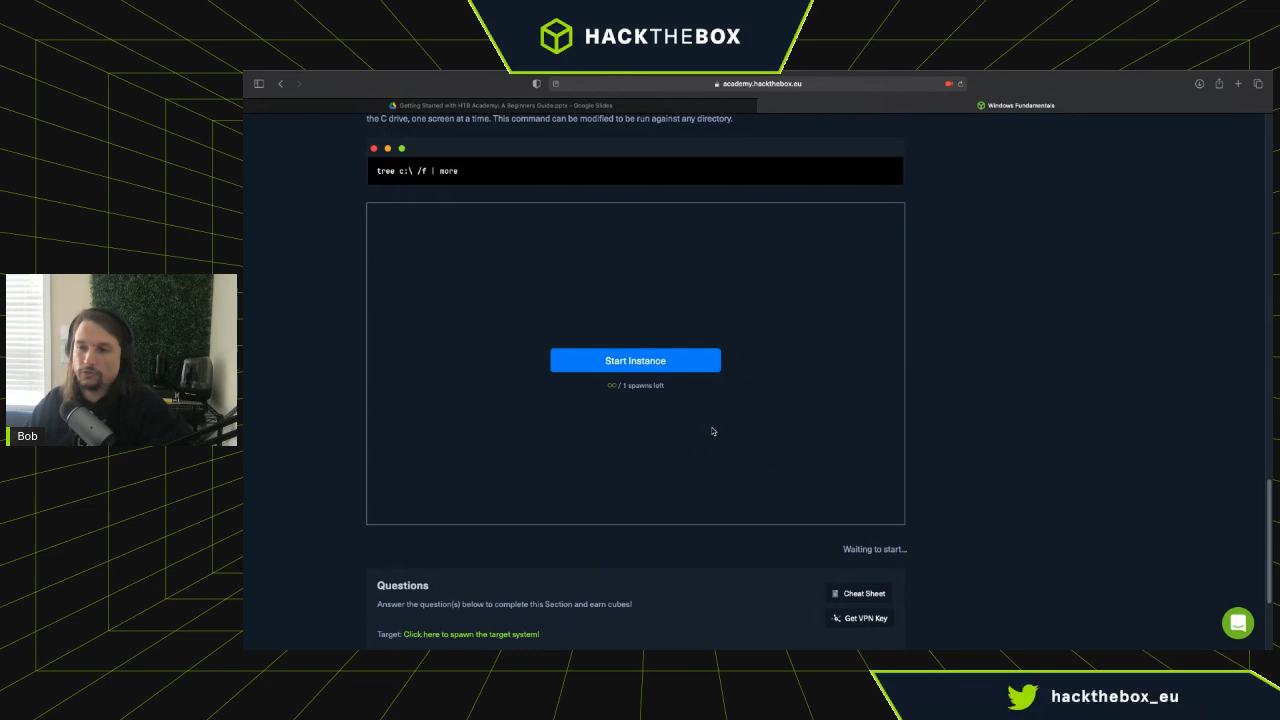 HACKTHEBOX
academy.hackthebox.eu
Getting Started with HTB Academy: A Beginners Guide.pptx - Google Slides
Windows Fundamentals
the C drive, one screen at a time. This command can be modified to be run against any directory.
tree c:\ /f | more
Start Instance
∞ / 1 spawns left
Waiting to start...
Questions
Answer the question(s) below to complete this Section and earn cubes!
Cheat Sheet
Get VPN Key
Target: Click here to spawn the target system!
Bob
hackthebox_eu